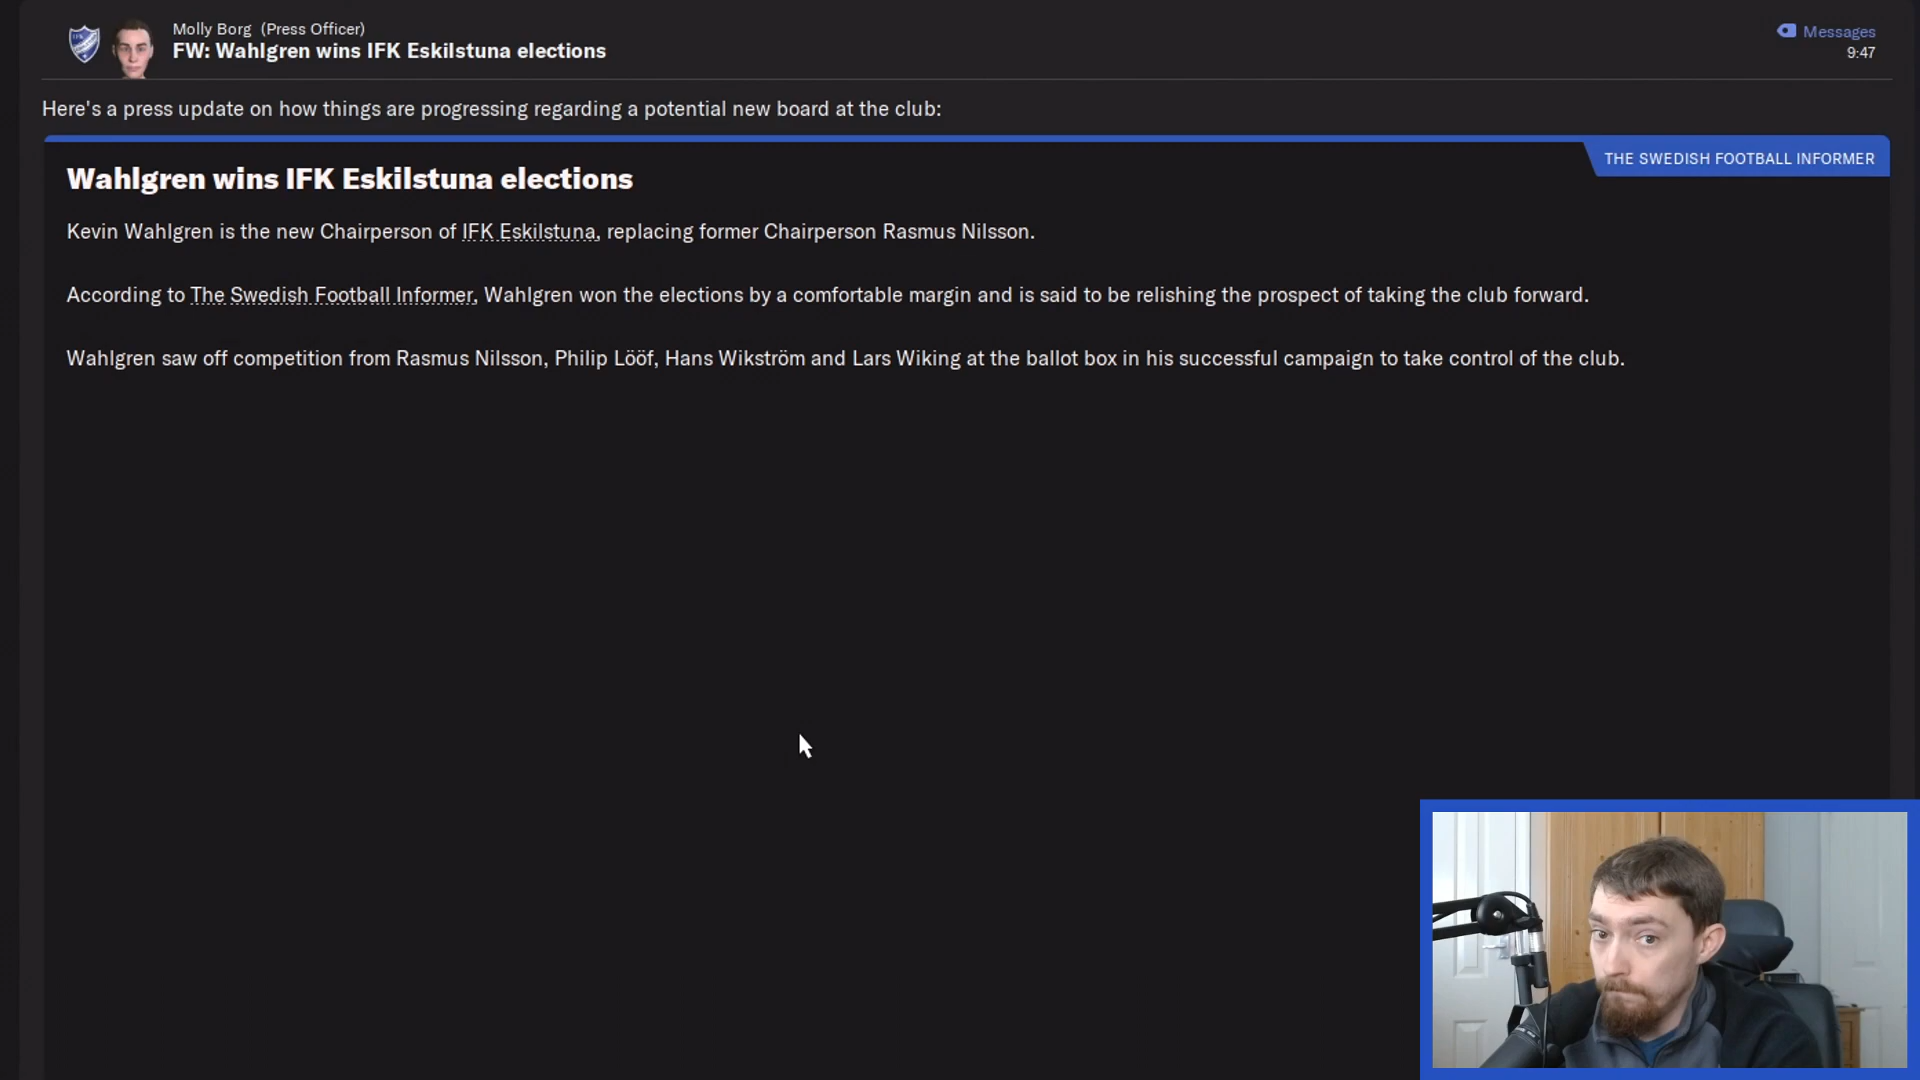 Molly Borg (Press Officer)
FW: Wahlgren wins IFK Eskilstuna elections
Messages
9:47
Here's a press update on how things are progressing regarding a potential new board at the club:
THE SWEDISH FOOTBALL INFORMER
Wahlgren wins IFK Eskilstuna elections
Kevin Wahlgren is the new Chairperson of IFK Eskilstuna, replacing former Chairperson Rasmus Nilsson.
According to The Swedish Football Informer, Wahlgren won the elections by a comfortable margin and is said to be relishing the prospect of taking the club forward.
Wahlgren saw off competition from Rasmus Nilsson, Philip Lööf, Hans Wikström and Lars Wiking at the ballot box in his successful campaign to take control of the club.